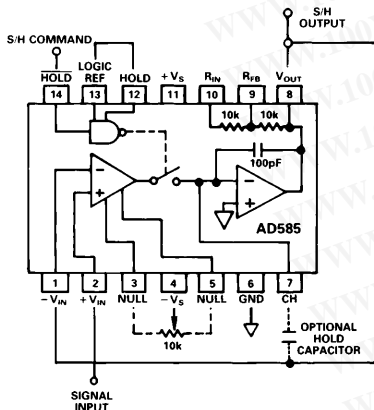 S/H
OUTPUT
S/H COMMAND
HOLD
LOGIC
REF
HOLD
+VS
RIN
RFB
VOUT
14
13
12
11
10
9
8
10k
10k
100pF
AD585
1
2
3
4
5
6
7
−VIN
+VIN
NULL
−VS
NULL
GND
CH
10k
OPTIONAL
HOLD
CAPACITOR
SIGNAL
INPUT